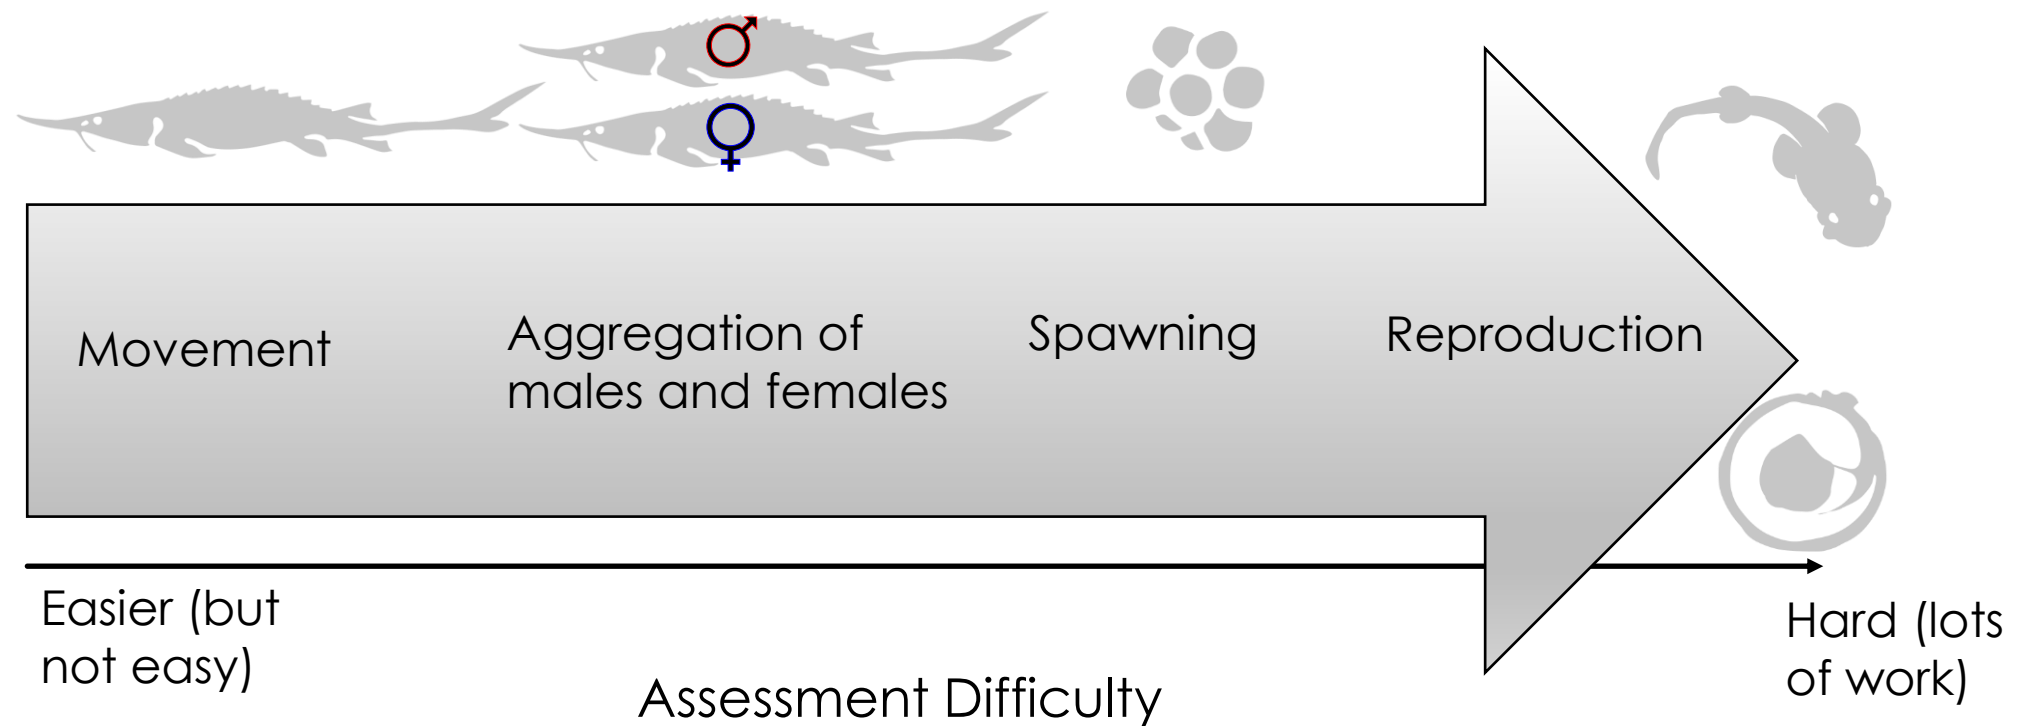 Movement
Aggregation of
males and females
Spawning
Reproduction
Easier (but
not easy)
Assessment Difficulty
Hard (lots
of work)